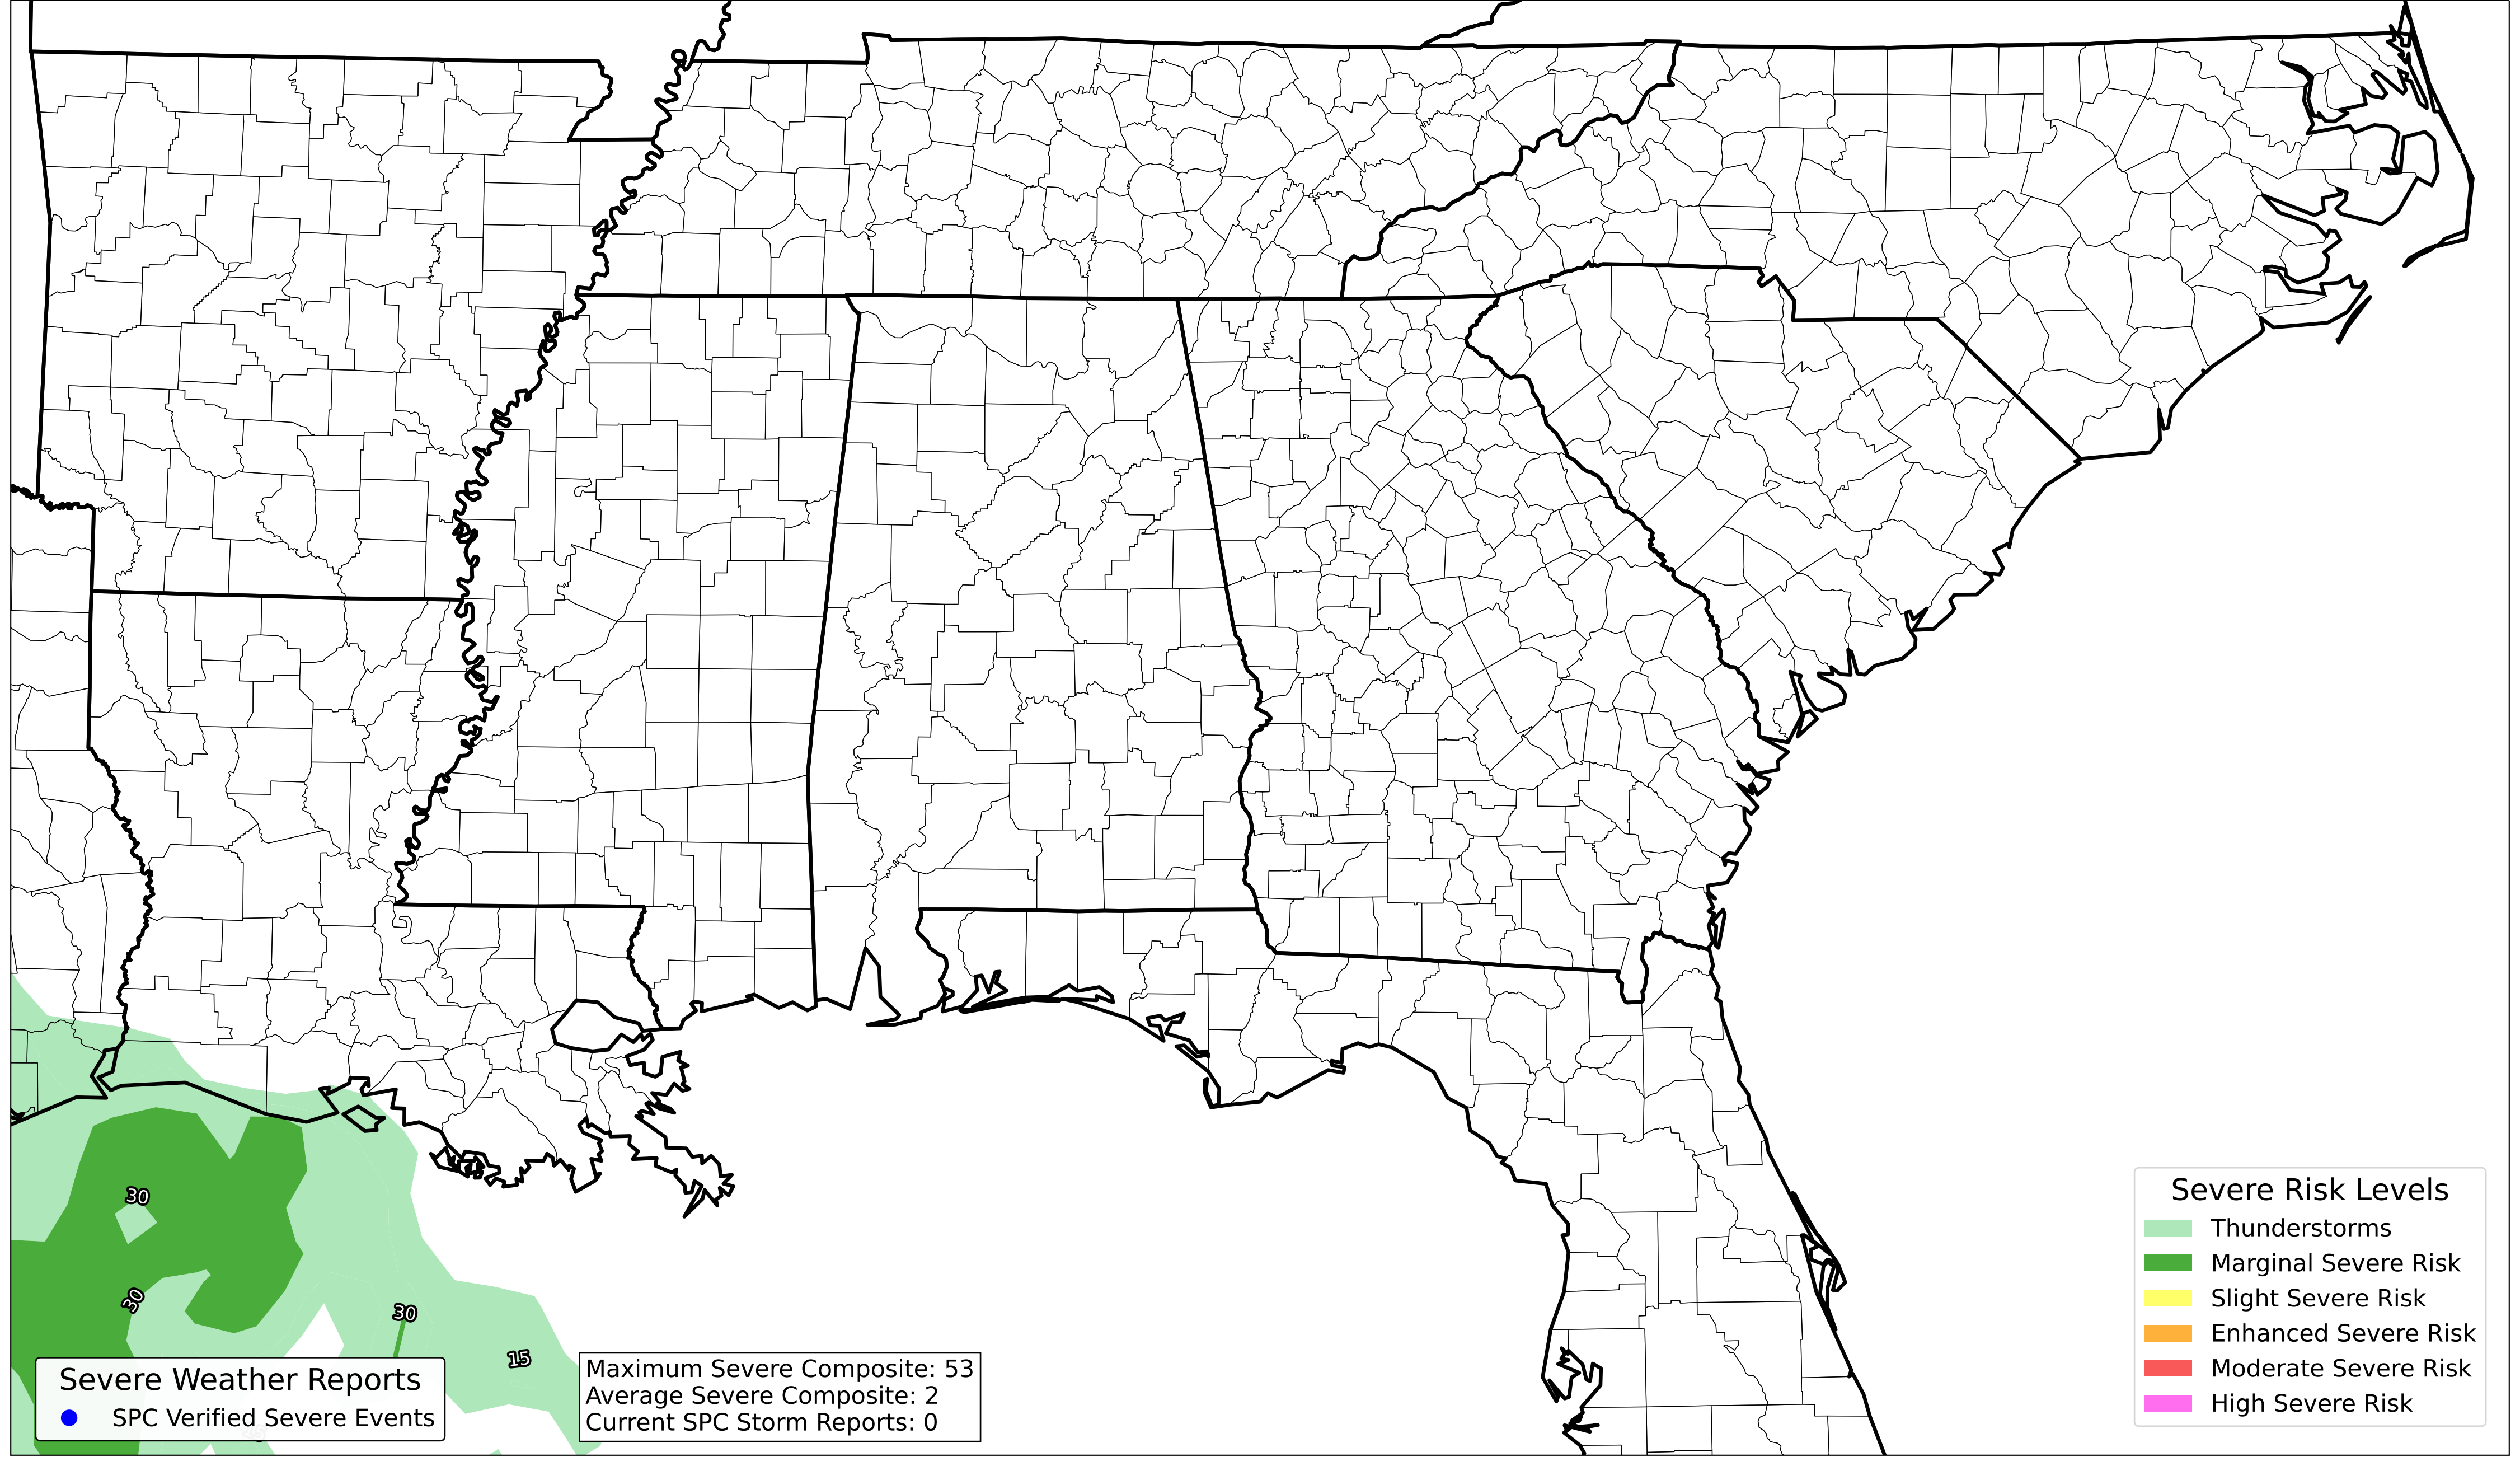 30
30
30
15
Severe Weather Reports
SPC Verified Severe Events
Maximum Severe Composite: 53
Average Severe Composite: 2
Current SPC Storm Reports: 0
Severe Risk Levels
Thunderstorms
Marginal Severe Risk
Slight Severe Risk
Enhanced Severe Risk
Moderate Severe Risk
High Severe Risk